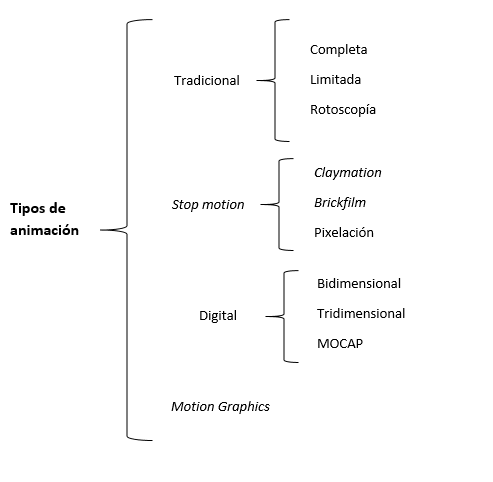 Tipos de
animación
Tradicional
Completa
Limitada
Rotoscopía
Stop motion
Claymation
Brickfilm
Pixelación
Digital
Bidimensional
Tridimensional
MOCAP
Motion Graphics